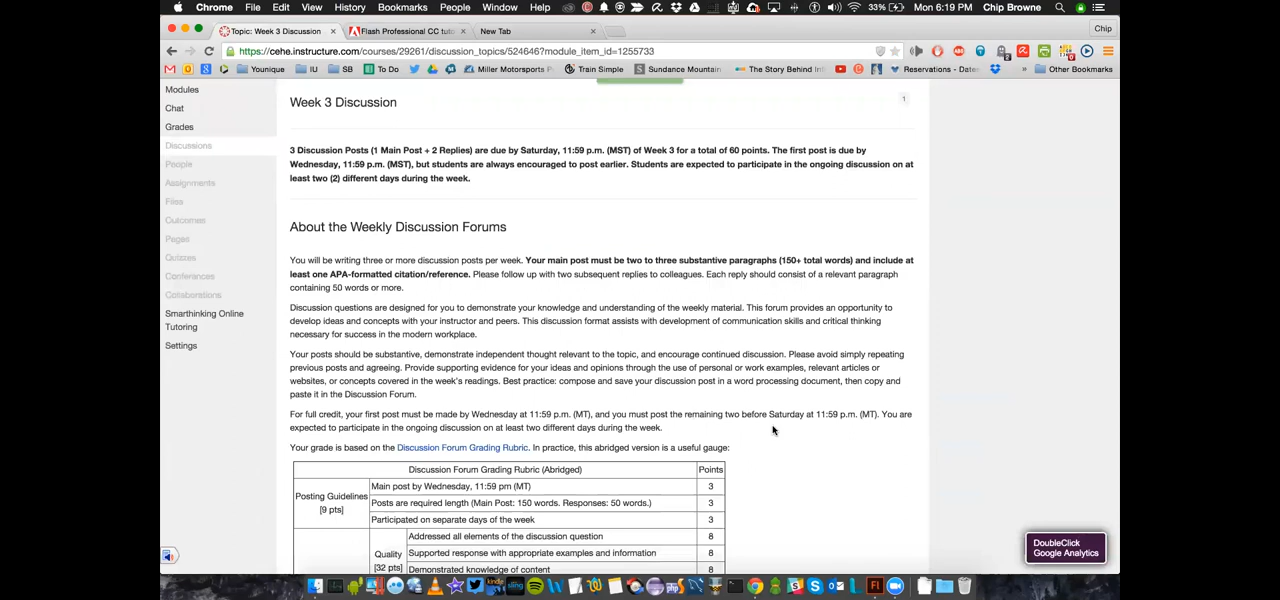 Chrome File Edit View History Bookmarks People Window Help 33% Mon 6:19 PM Chip Browne
Topic: Week 3 Discussion Flash Professional CC tuto New Tab Chip
https://cehe.instructure.com/courses/29261/discussion_topics/524646?module_item_id=1255733
Younique IU SB To Do Miller Motorsports P Train Simple Sundance Mountain The Story Behind In Reservations - Date Other Bookmarks
Modules
Chat
Grades
Discussions
People
Assignments
Files
Outcomes
Pages
Quizzes
Conferences
Collaborations
Smarthinking Online
Tutoring
Settings
Week 3 Discussion 1
3 Discussion Posts (1 Main Post + 2 Replies) are due by Saturday, 11:59 p.m. (MST) of Week 3 for a total of 60 points. The first post is due by
Wednesday, 11:59 p.m. (MST), but students are always encouraged to post earlier. Students are expected to participate in the ongoing discussion on at
least two (2) different days during the week.
About the Weekly Discussion Forums
You will be writing three or more discussion posts per week. Your main post must be two to three substantive paragraphs (150+ total words) and include at
least one APA-formatted citation/reference. Please follow up with two subsequent replies to colleagues. Each reply should consist of a relevant paragraph
containing 50 words or more.
Discussion questions are designed for you to demonstrate your knowledge and understanding of the weekly material. This forum provides an opportunity to
develop ideas and concepts with your instructor and peers. This discussion format assists with development of communication skills and critical thinking
necessary for success in the modern workplace.
Your posts should be substantive, demonstrate independent thought relevant to the topic, and encourage continued discussion. Please avoid simply repeating
previous posts and agreeing. Provide supporting evidence for your ideas and opinions through the use of personal or work examples, relevant articles or
websites, or concepts covered in the week's readings. Best practice: compose and save your discussion post in a word processing document, then copy and
paste it in the Discussion Forum.
For full credit, your first post must be made by Wednesday at 11:59 p.m. (MT), and you must post the remaining two before Saturday at 11:59 p.m. (MT). You are
expected to participate in the ongoing discussion on at least two different days during the week.
Your grade is based on the Discussion Forum Grading Rubric. In practice, this abridged version is a useful gauge:
Discussion Forum Grading Rubric (Abridged) Points
Posting Guidelines
[9 pts]
Main post by Wednesday, 11:59 pm (MT) 3
Posts are required length (Main Post: 150 words. Responses: 50 words.) 3
Participated on separate days of the week 3
Quality
[32 pts]
Addressed all elements of the discussion question 8
Supported response with appropriate examples and information 8
Demonstrated knowledge of content 8
DoubleClick
Google Analytics